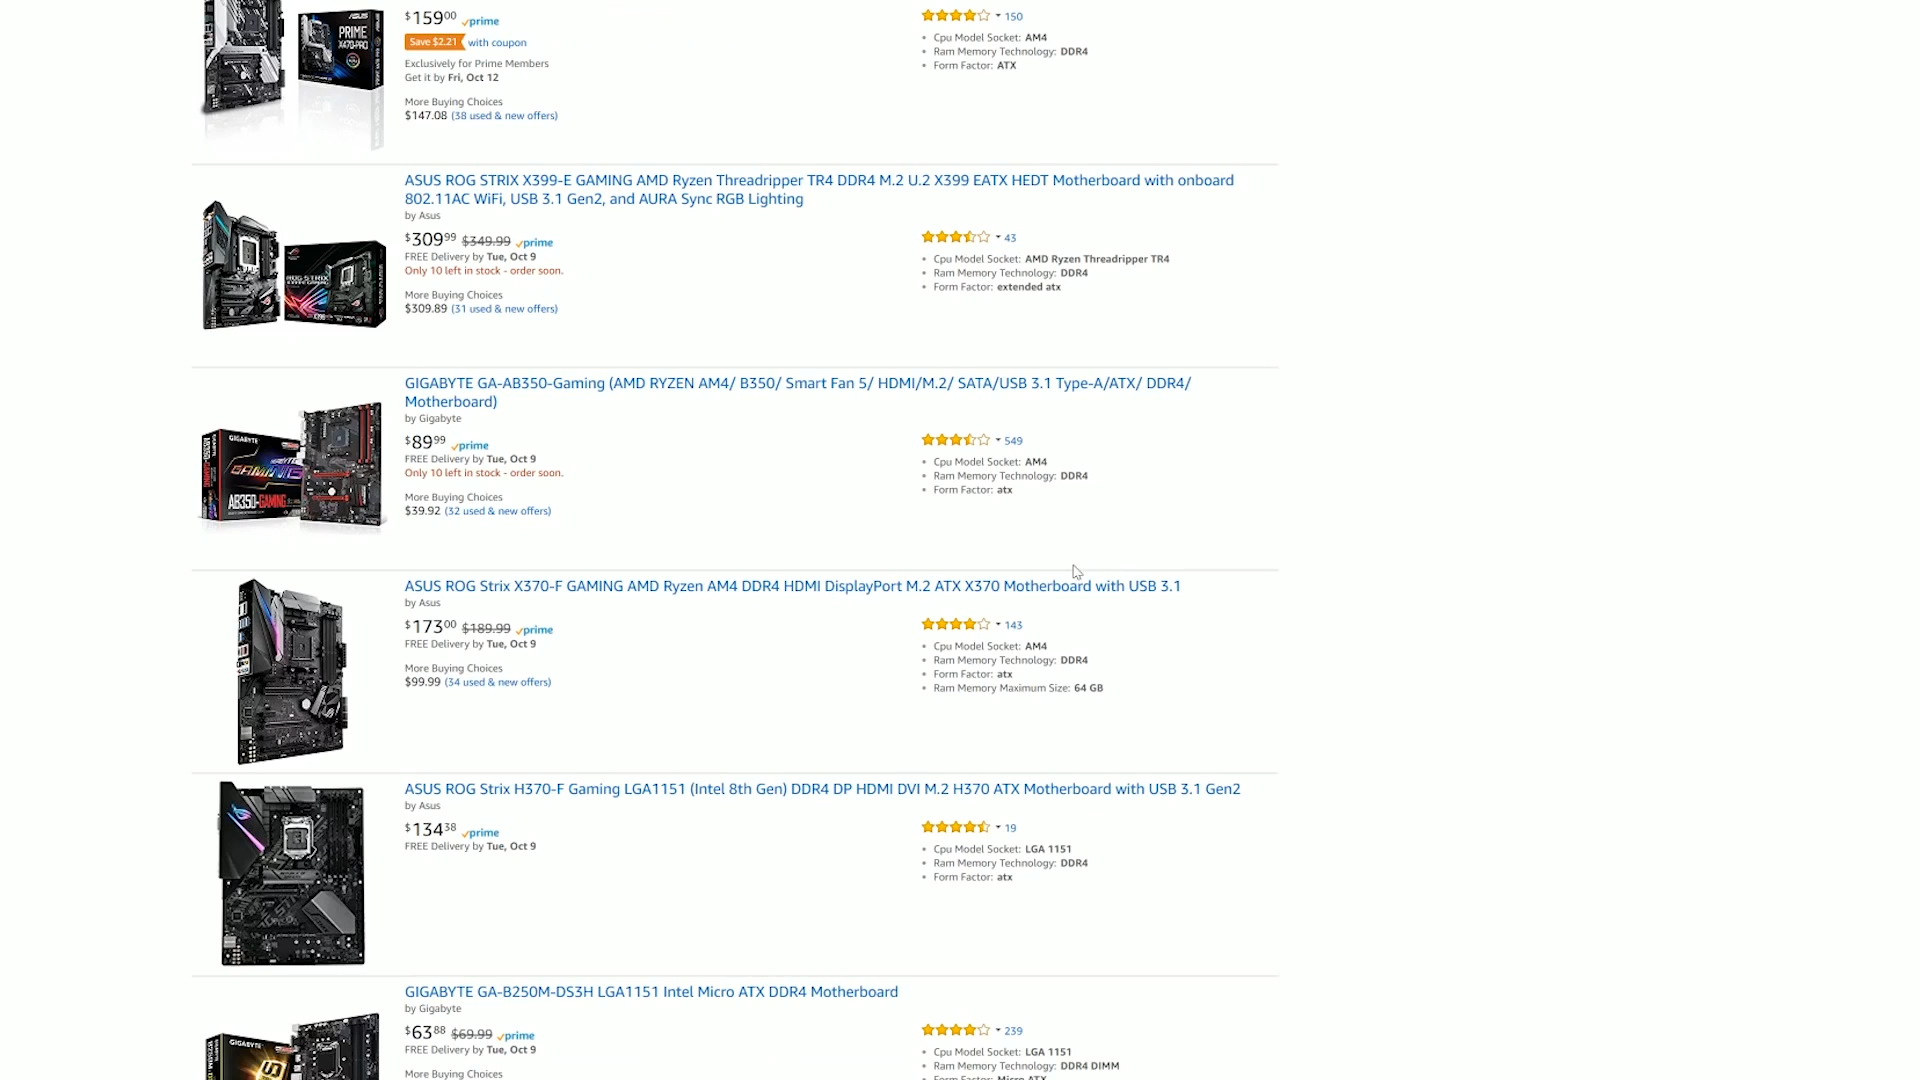 $159.00 prime
150
Save $2.21 with coupon
Exclusively for Prime Members
Get it by Fri, Oct 12
More Buying Choices
$147.08 (38 used & new offers)
Cpu Model Socket: AM4
Ram Memory Technology: DDR4
Form Factor: ATX
PRIME
X470-PRO
ASUS ROG STRIX X399-E GAMING AMD Ryzen Threadripper TR4 DDR4 M.2 U.2 X399 EATX HEDT Motherboard with onboard
802.11AC WiFi, USB 3.1 Gen2, and AURA Sync RGB Lighting
by Asus
$309.99 $349.99 prime
FREE Delivery by Tue, Oct 9
Only 10 left in stock - order soon.
More Buying Choices
$309.89 (31 used & new offers)
43
Cpu Model Socket: AMD Ryzen Threadripper TR4
Ram Memory Technology: DDR4
Form Factor: extended atx
ROG STRIX
GIGABYTE GA-AB350-Gaming (AMD RYZEN AM4/ B350/ Smart Fan 5/ HDMI/M.2/ SATA/USB 3.1 Type-A/ATX/ DDR4/
Motherboard)
by Gigabyte
$89.99 prime
FREE Delivery by Tue, Oct 9
Only 10 left in stock - order soon.
More Buying Choices
$39.92 (32 used & new offers)
549
Cpu Model Socket: AM4
Ram Memory Technology: DDR4
Form Factor: atx
GIGABYTE
GAMING
AB350-GAMING
ASUS ROG Strix X370-F GAMING AMD Ryzen AM4 DDR4 HDMI DisplayPort M.2 ATX X370 Motherboard with USB 3.1
by Asus
$173.00 $189.99 prime
FREE Delivery by Tue, Oct 9
More Buying Choices
$99.99 (34 used & new offers)
143
Cpu Model Socket: AM4
Ram Memory Technology: DDR4
Form Factor: atx
Ram Memory Maximum Size: 64 GB
ASUS ROG Strix H370-F Gaming LGA1151 (Intel 8th Gen) DDR4 DP HDMI DVI M.2 H370 ATX Motherboard with USB 3.1 Gen2
by Asus
$134.38 prime
FREE Delivery by Tue, Oct 9
19
Cpu Model Socket: LGA 1151
Ram Memory Technology: DDR4
Form Factor: atx
GIGABYTE GA-B250M-DS3H LGA1151 Intel Micro ATX DDR4 Motherboard
by Gigabyte
$63.88 $69.99 prime
FREE Delivery by Tue, Oct 9
More Buying Choices
239
Cpu Model Socket: LGA 1151
Ram Memory Technology: DDR4 DIMM
Form Factor: Micro ATX
GIGABYTE